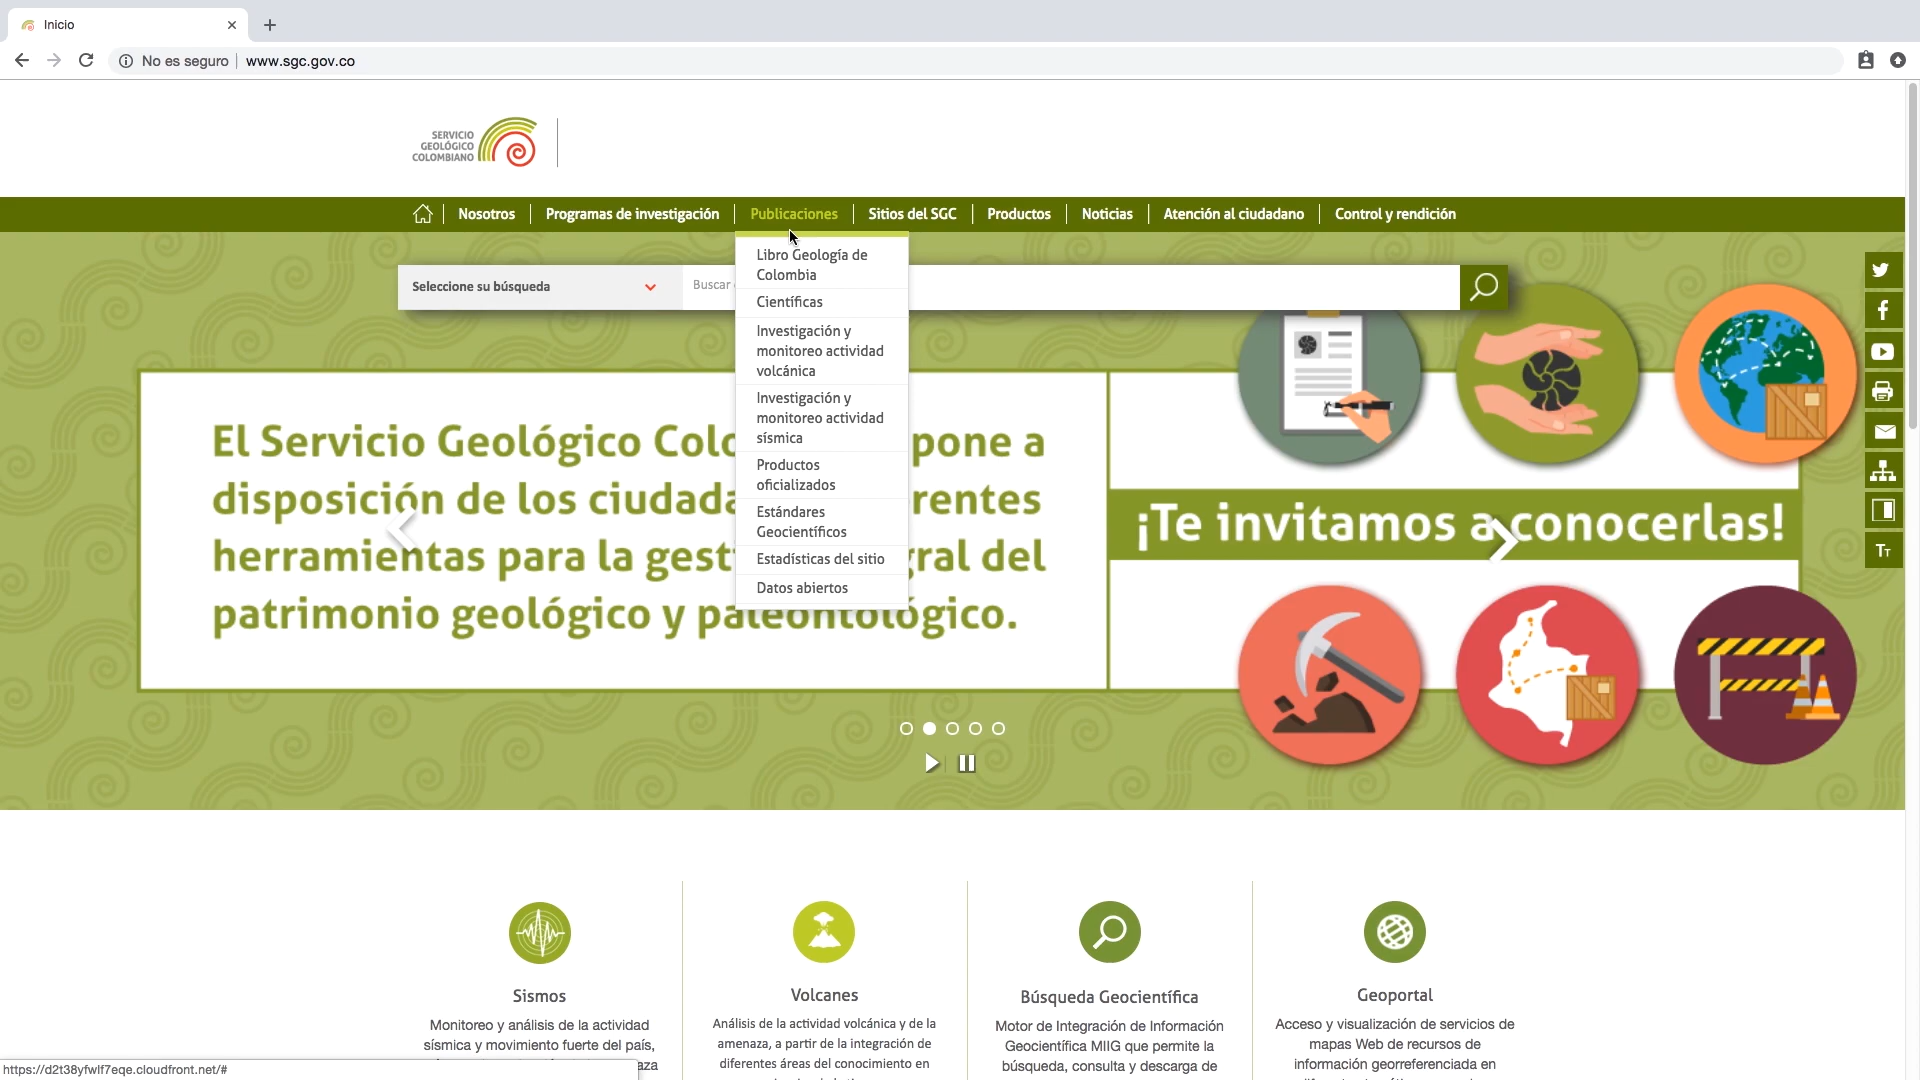 Inicio
No es seguro
www.sgc.gov.co
SERVICIO
GEOLÓGICO
COLOMBIANO
Nosotros
Programas de investigación
Publicaciones
Sitios del SGC
Productos
Noticias
Atención al ciudadano
Control y rendición
Libro Geología de
Colombia
Científicas
Investigación y
monitoreo actividad
volcánica
Investigación y
monitoreo actividad
sísmica
Productos
oficializados
Estándares
Geocientíficos
Estadísticas del sitio
Datos abiertos
Seleccione su búsqueda
Buscar
El Servicio Geológico pone a
disposición de los
herramientas para la del
patrimonio geológico y paleontológico.
¡Te invitamos a conocerlas!
TT
Sismos
Monitoreo y análisis de la actividad
sísmica y movimiento fuerte del país,
Volcanes
Análisis de la actividad volcánica y de la
amenaza, a partir de la integración de
diferentes áreas del conocimiento en
Búsqueda Geocientífica
Motor de Integración de Información
Geocientífica MIIG que permite la
búsqueda, consulta y descarga de
Geoportal
Acceso y visualización de servicios de
mapas Web de recursos de
información georreferenciada en
https://d2t38yfwlf7eqe.cloudfront.net/#